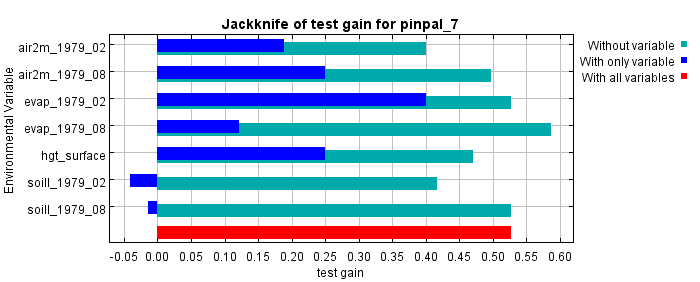 Jackknife of test gain for pinpal_7
Environmental Variable
air2m_1979_02
air2m_1979_08
evap_1979_02
evap_1979_08
hgt_surface
soill_1979_02
soill_1979_08
-0.05 0.00 0.05 0.10 0.15 0.20 0.25 0.30 0.35 0.40 0.45 0.50 0.55 0.60
test gain
Without variable
With only variable
With all variables